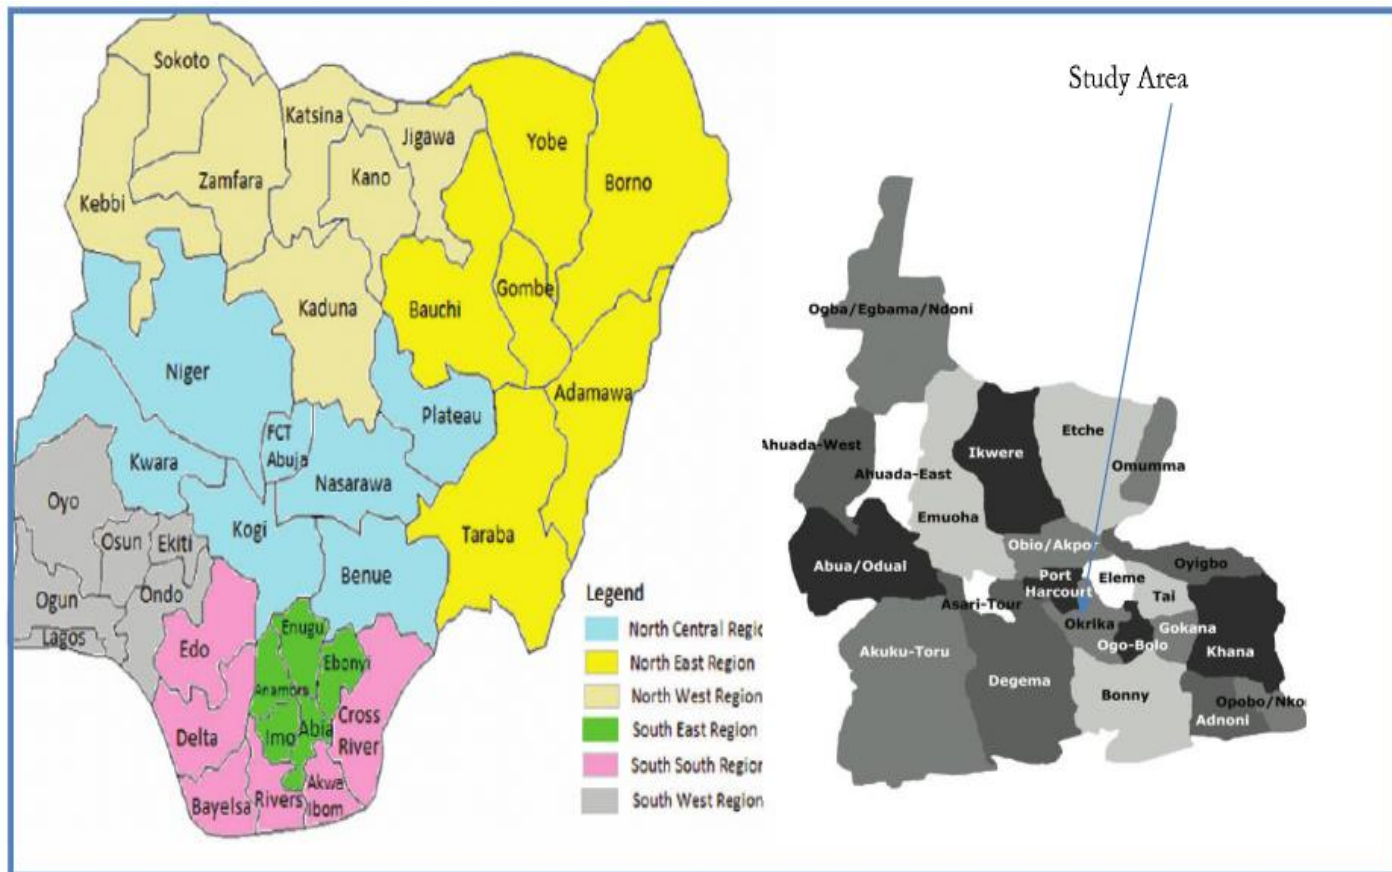 Sokoto
Katsina
Jigawa
Yobe
Borno
Kebbi
Zamfara
Kano
Kaduna
Bauchi
Gombe
Adamawa
Niger
Plateau
FCT
Abuja
Kwara
Nasarawa
Oyo
Kogi
Taraba
Osun
Ekiti
Benue
Ogun
Ondo
Lagos
Edo
Enugu
Ebonyi
Anambra
Cross
River
Delta
Imo
Abia
Bayelsa
Rivers
Akwa
Ibom
Legend
North Central Regic
North East Region
North West Region
South East Region
South South Region
South West Region
Study Area
Ogba/Egbama/Ndoni
Etche
Ahuada-West
Ikwere
Omumma
Ahuada-East
Emuoha
Obio/Akpor
Abua/Odual
Port
Harcourt
Eleme
Oyigbo
Tai
Asari-Tour
Okrika
Gokana
Ogo-Bolo
Khana
Akuku-Toru
Degema
Bonny
Opobo/Nko
Adnoni